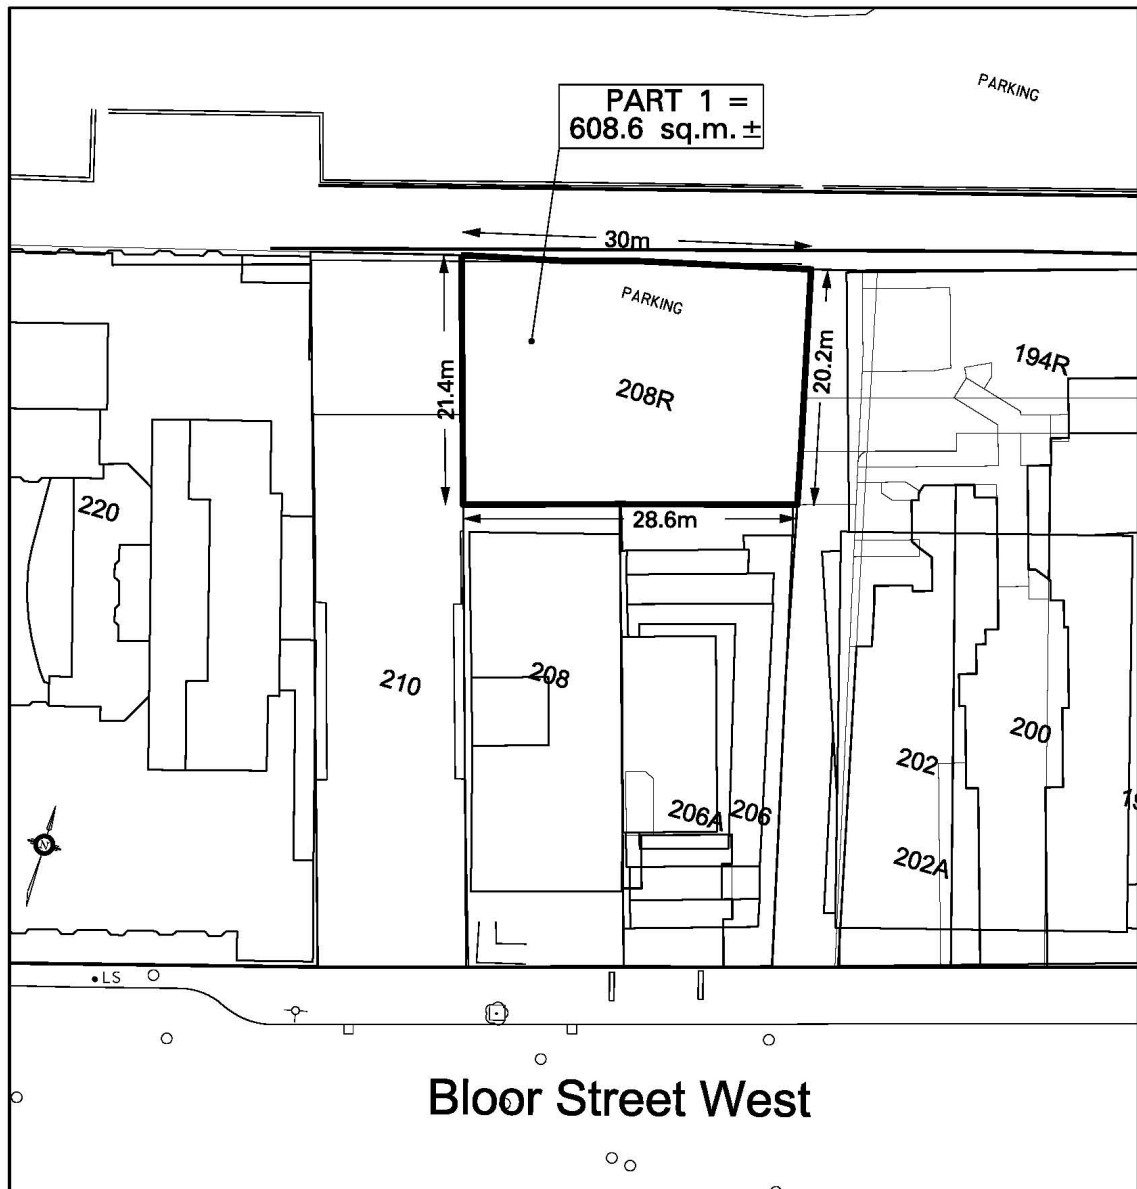 PARKING
PART 1 =
608.6 sq.m. ±
30m
PARKING
21.4m
20.2m
194R
208R
220
28.6m
210
208
200
202
206A
206
19
202A
N
LS
Bloor Street West